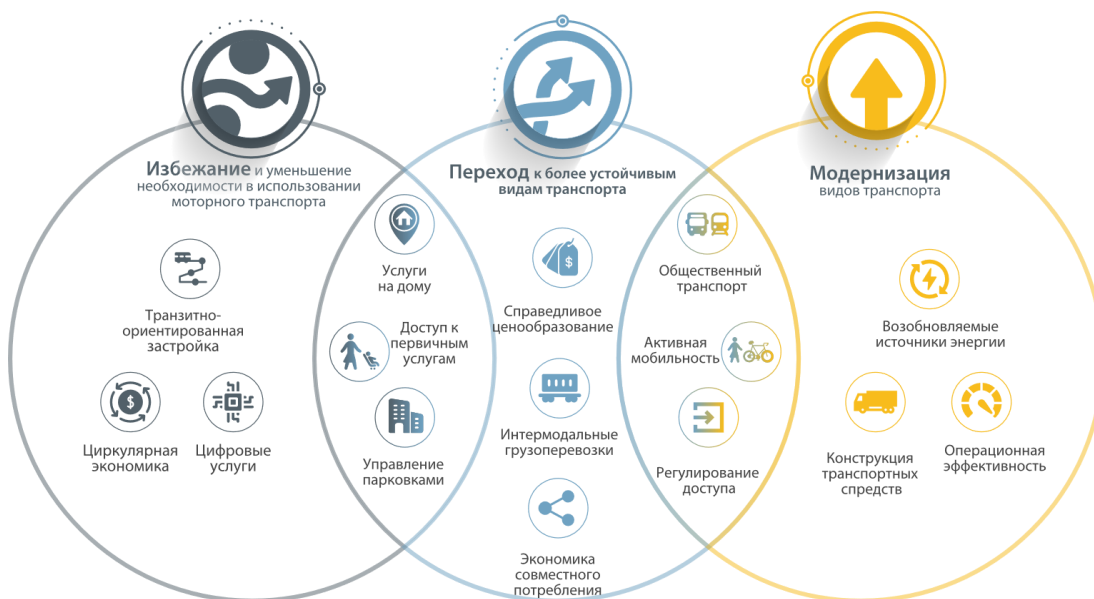 Избежание и уменьшение
необходимости в использовании
моторного транспорта
Переход к более устойчивым
видам транспорта
Модернизация
видов транспорта
Транзитно-
ориентированная
застройка
Циркулярная
экономика
Цифровые
услуги
Услуги
на дому
Доступ к
первичным
услугам
Управление
парковками
Справедливое
ценообразование
Интермодальные
грузоперевозки
Экономика
совместного
потребления
Общественный
транспорт
Активная
мобильность
Регулирование
доступа
Возобновляемые
источники энергии
Конструкция
транспортных
спредств
Операционная
эффективность